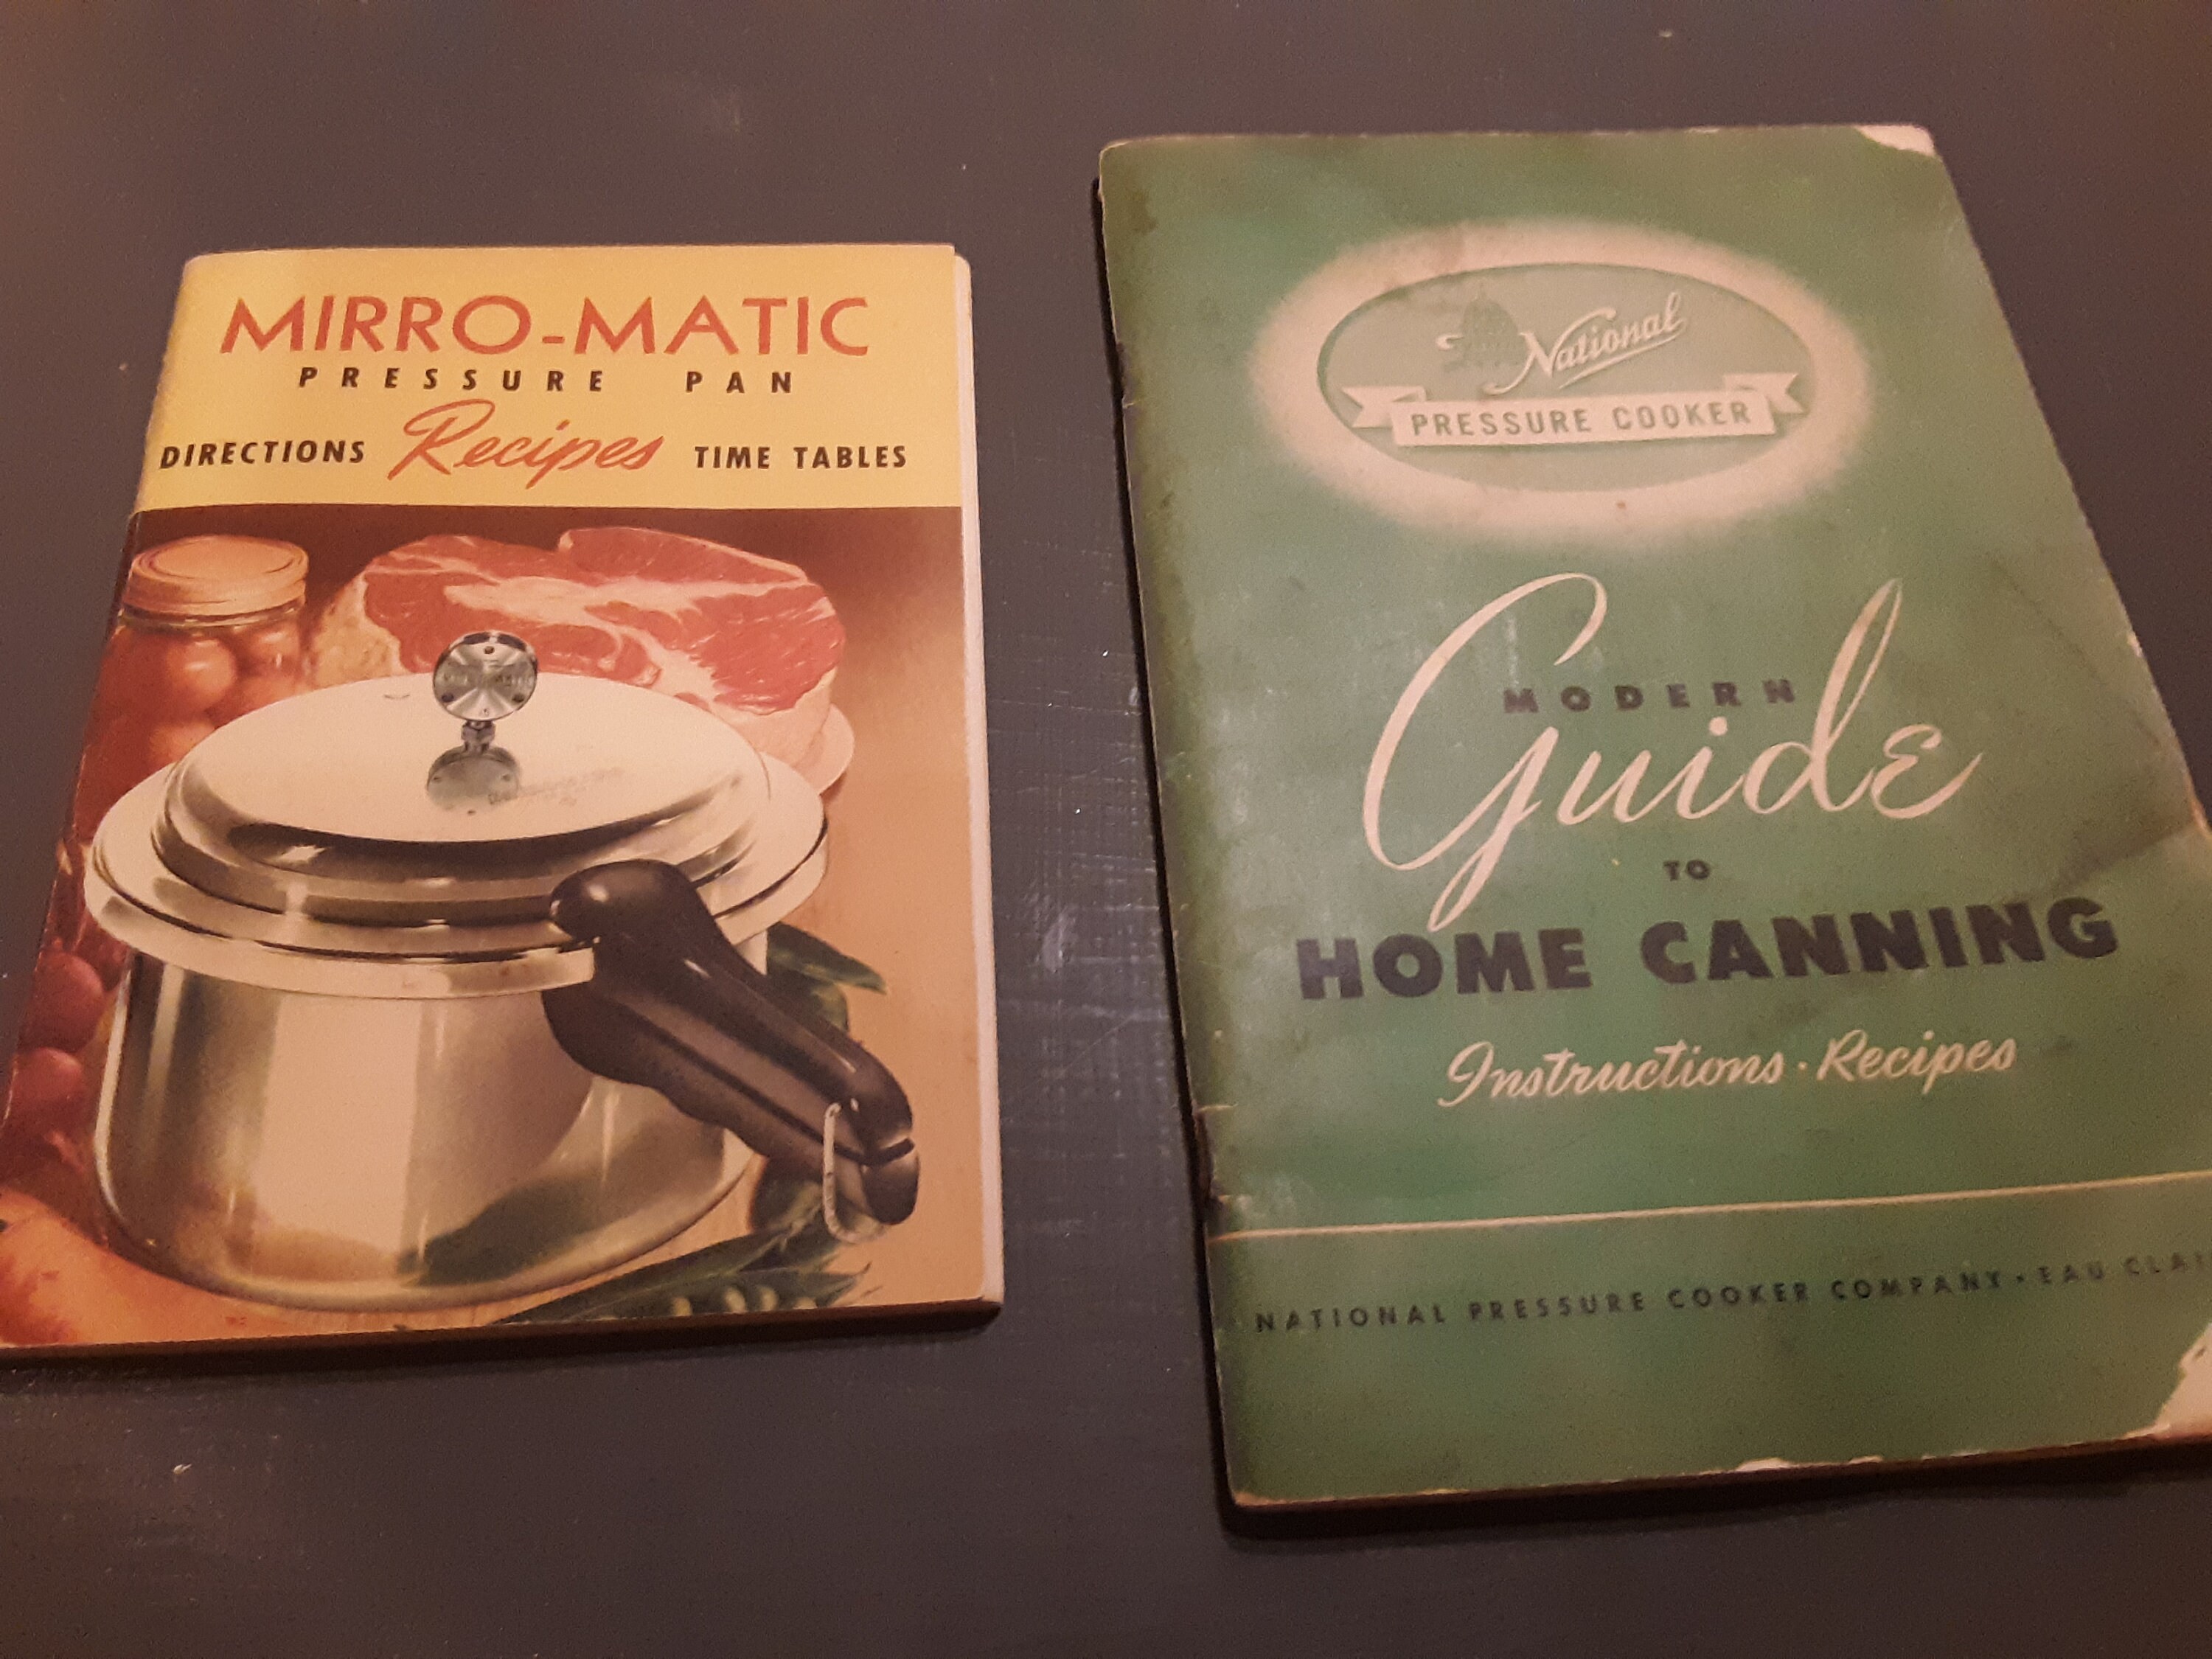 MIRRO-MATIC
PRESSURE PAN
DIRECTIONS Recipes TIME TABLES
National
PRESSURE COOKER
MODERN
Guide
TO
HOME CANNING
Instructions · Recipes
NATIONAL PRESSURE COOKER COMPANY · EAU